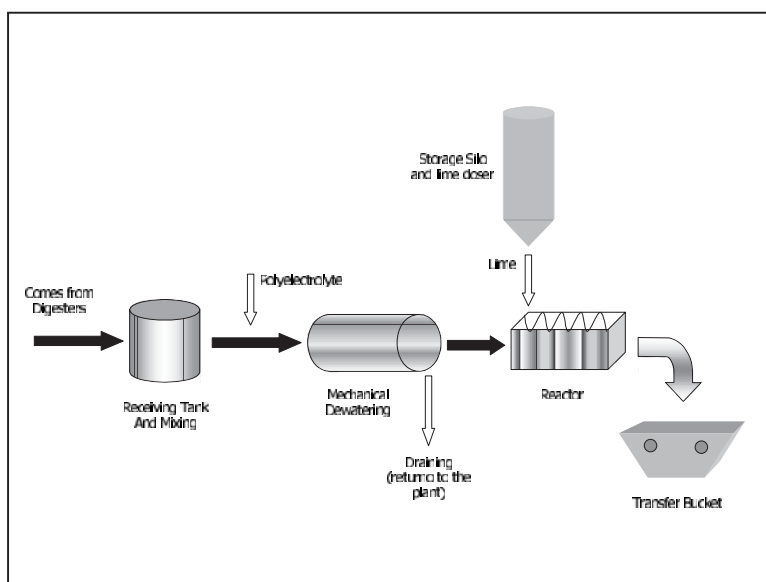 Storage Silo
and lime doser
Lime
Polyelectrolyte
Comes from
Digesters
Receiving Tank
And Mixing
Mechanical
Dewatering
Reactor
Draining
(returno to the
plant)
Transfer Bucket